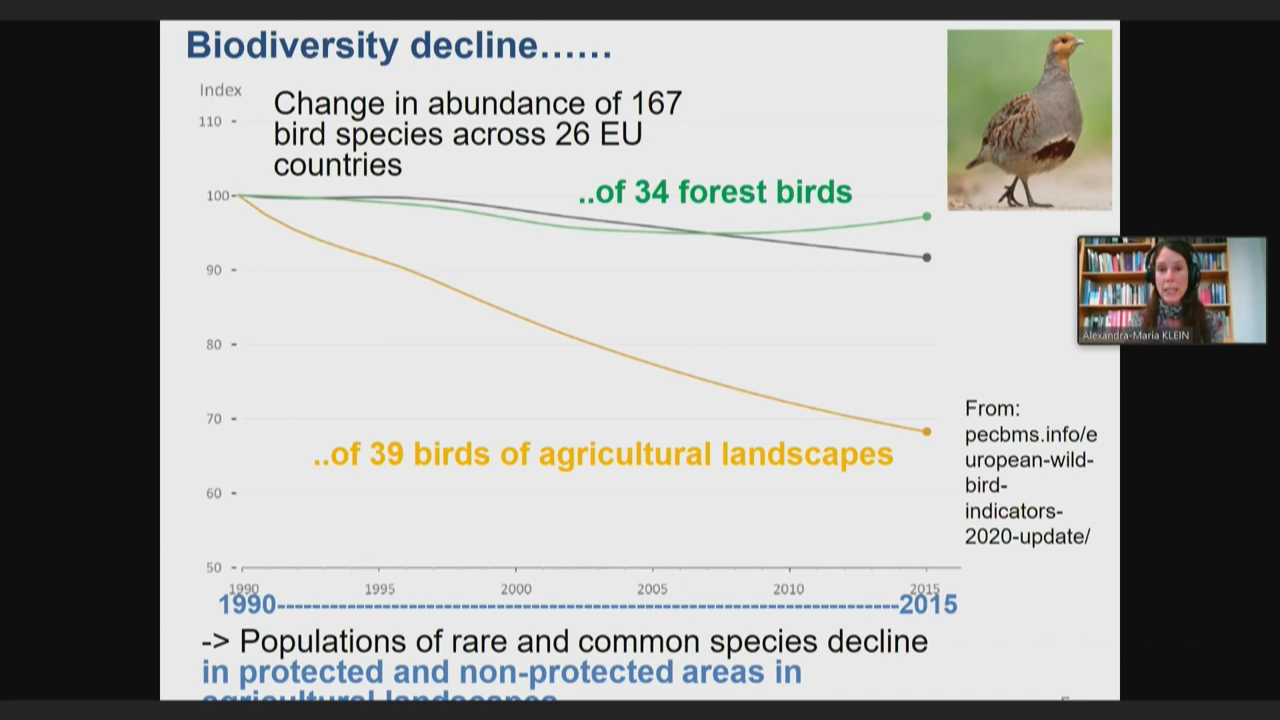 Biodiversity decline......
Index
Change in abundance of 167
bird species across 26 EU
countries
110
100
..of 34 forest birds
90
80
70
..of 39 birds of agricultural landscapes
60
50
1990 1995 2000 2005 2010 2015
1990-------------------------------------------------------------------------2015
-> Populations of rare and common species decline
in protected and non-protected areas in
agricultural landscapes
From:
pecbms.info/e
uropean-wild-
bird-
indicators-
2020-update/
Alexandra-Maria KLEIN